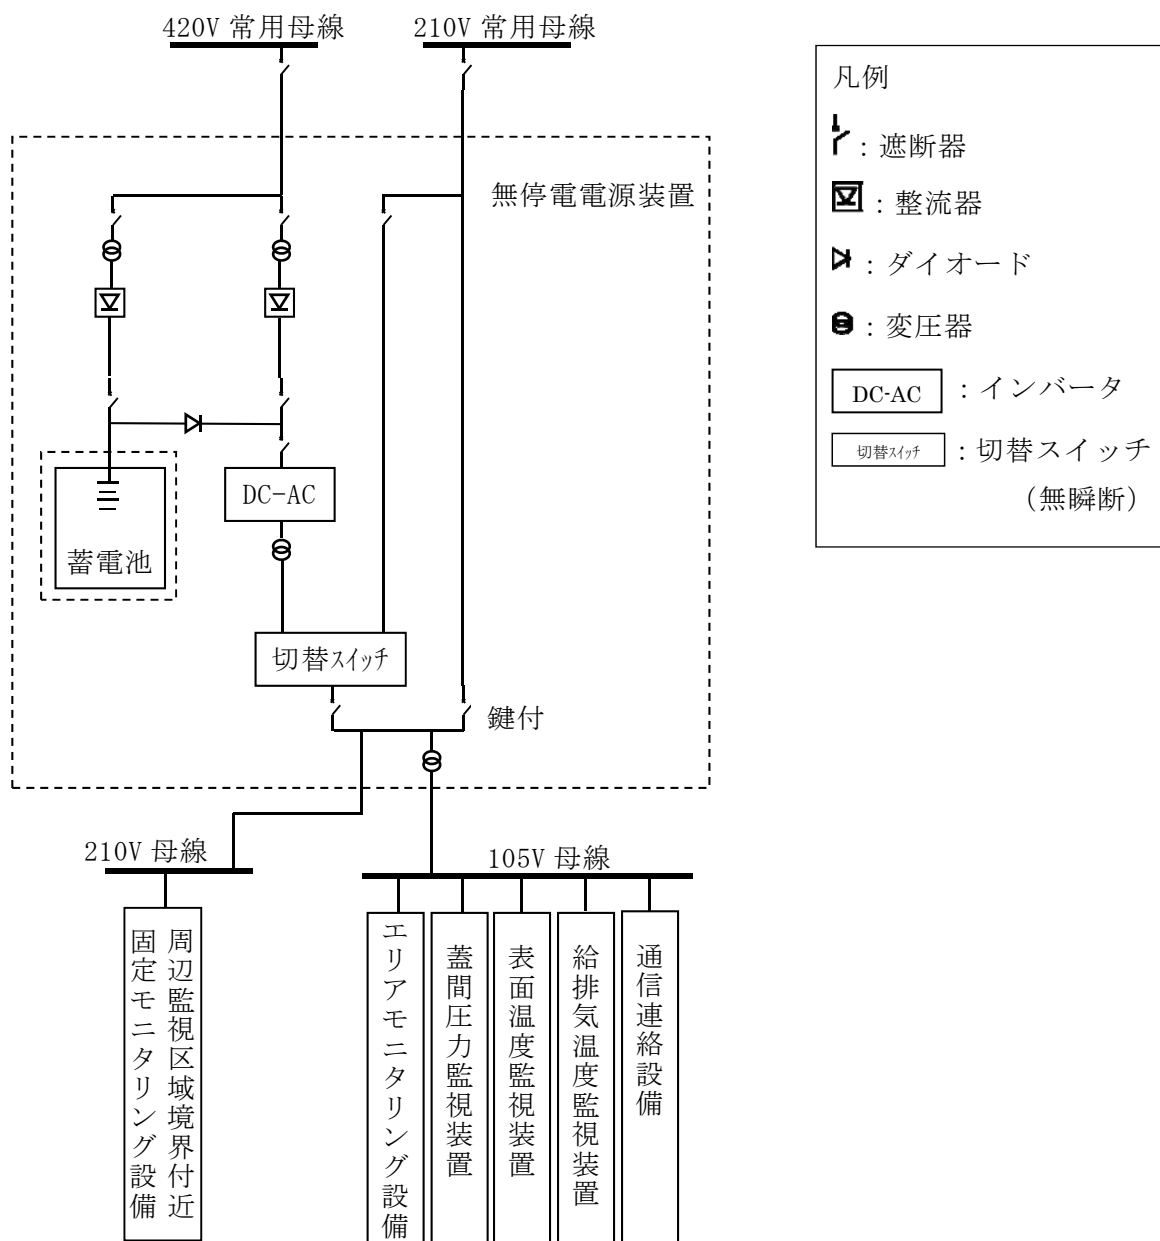 420V 常用母線
210V 常用母線
無停電電源装置
DC-AC
蓄電池
切替スイッチ
鍵付
210V 母線
105V 母線
周辺監視区域境界付近
固定モニタリング設備
エリアモニタリング設備
蓋間圧力監視装置
表面温度監視装置
給排気温度監視装置
通信連絡設備
凡例
：遮断器
：整流器
：ダイオード
：変圧器
DC-AC ：インバータ
切替スイッチ ：切替スイッチ
（無瞬断）